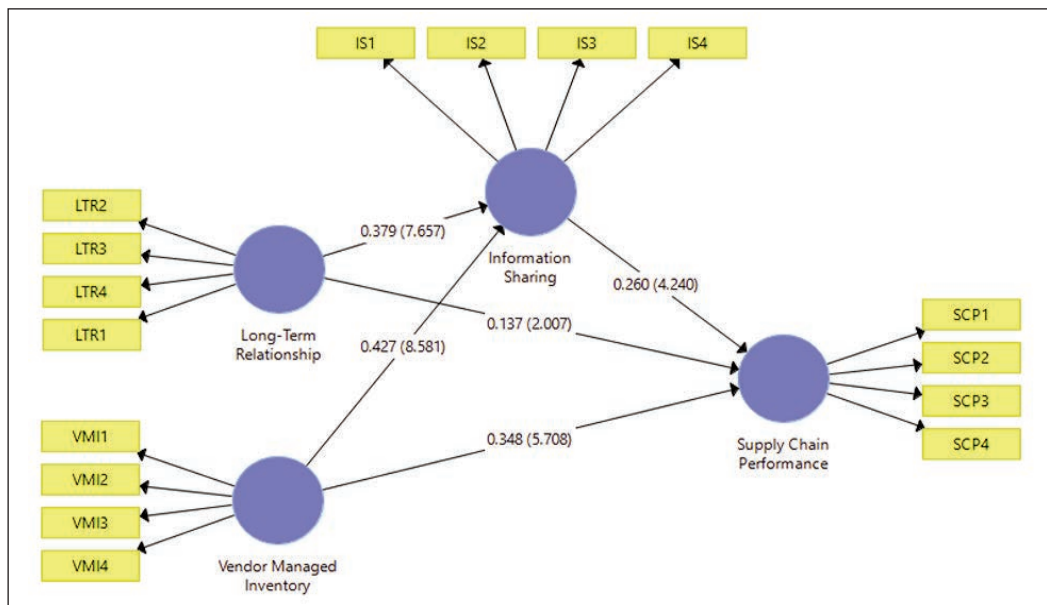 IS1 IS2 IS3 IS4
LTR2
LTR3
LTR4
LTR1
Long-Term
Relationship
0.379 (7.657)
Information
Sharing
0.260 (4.240)
0.137 (2.007)
0.427 (8.581)
SCP1
SCP2
SCP3
SCP4
Supply Chain
Performance
0.348 (5.708)
VMI1
VMI2
VMI3
VMI4
Vendor Managed
Inventory